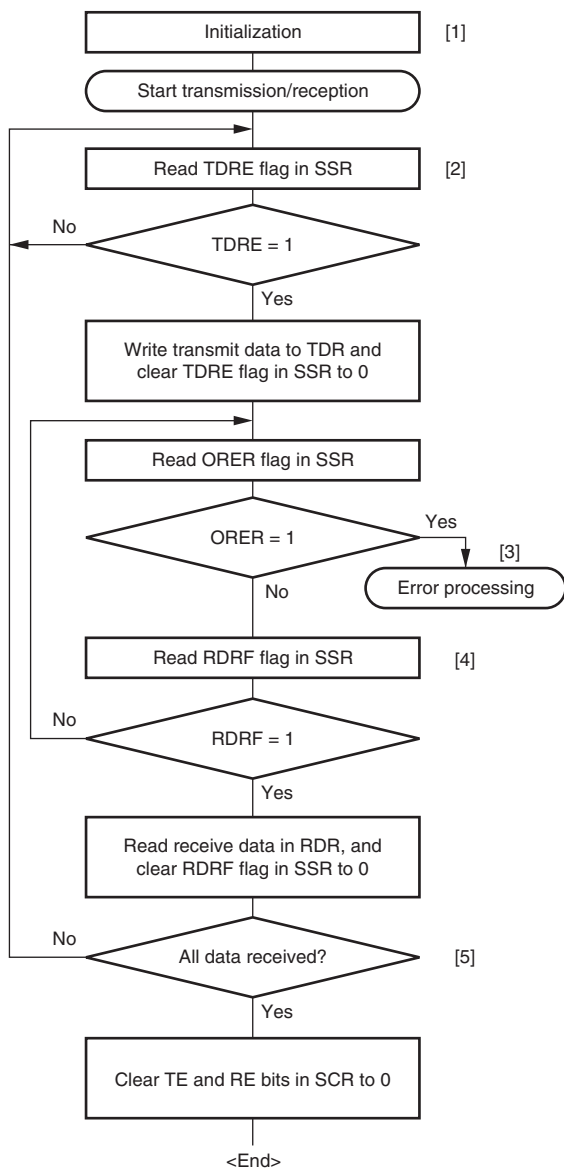 Initialization
[1]
Start transmission/reception
Read TDRE flag in SSR
[2]
No
TDRE = 1
Yes
Write transmit data to TDR and
clear TDRE flag in SSR to 0
Read ORER flag in SSR
ORER = 1
Yes
[3]
Error processing
No
Read RDRF flag in SSR
[4]
No
RDRF = 1
Yes
Read receive data in RDR, and
clear RDRF flag in SSR to 0
No
All data received?
[5]
Yes
Clear TE and RE bits in SCR to 0
<End>